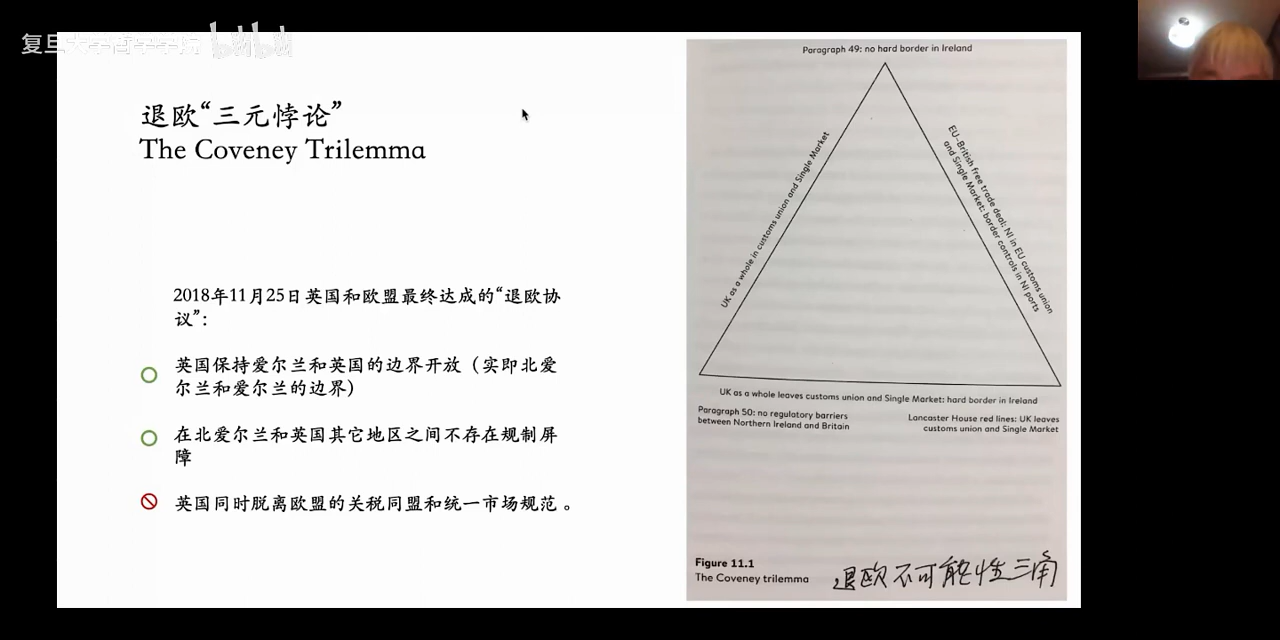 复旦大学
bilibili
退欧“三元悖论”
The Coveney Trilemma
2018年11月25日英国和欧盟最终达成的“退欧协
议”：
英国保持爱尔兰和英国的边界开放（实即北爱
尔兰和爱尔兰的边界）
在北爱尔兰和英国其它地区之间不存在规制屏
障
英国同时脱离欧盟的关税同盟和统一市场规范 。
Paragraph 49: no hard border in Ireland
UK as a whole in customs union and Single Market
EU–British free trade deal: NI in EU customs union
and Single Market: border controls in NI ports
UK as a whole leaves customs union and Single Market: hard border in Ireland
Paragraph 50: no regulatory barriers
between Northern Ireland and Britain
Lancaster House red lines: UK leaves
customs union and Single Market
Figure 11.1
The Coveney trilemma
退欧不可能性三角